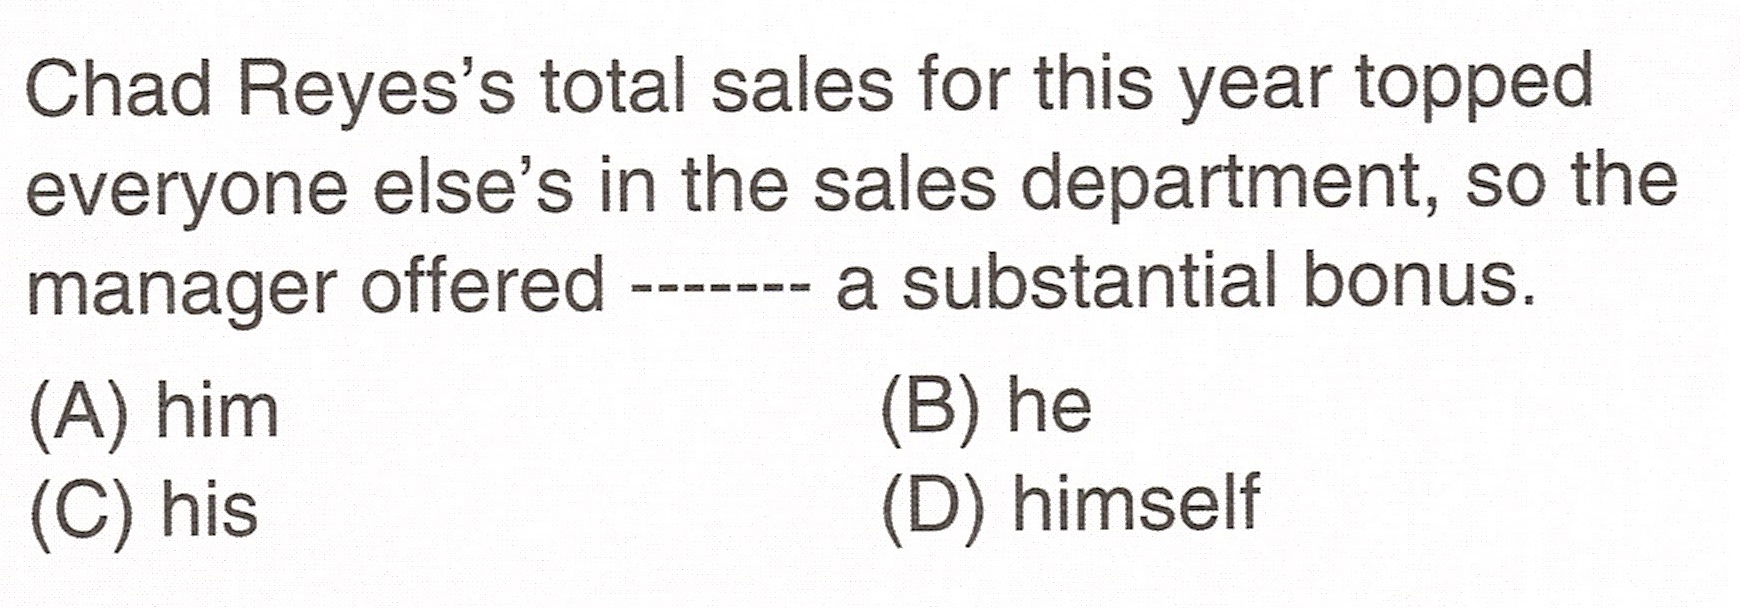 Chad Reyes’s total sales for this year topped
everyone else’s in the sales department, so the
manager offered ------- a substantial bonus.
(A) him (B) he
(C) his (D) himself